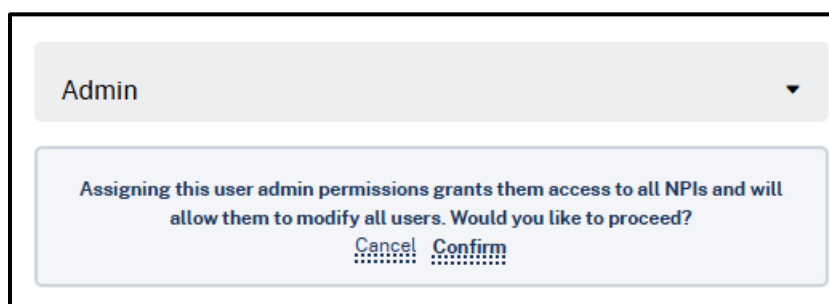 Admin
Assigning this user admin permissions grants them access to all NPIs and will
allow them to modify all users. Would you like to proceed?
Cancel Confirm